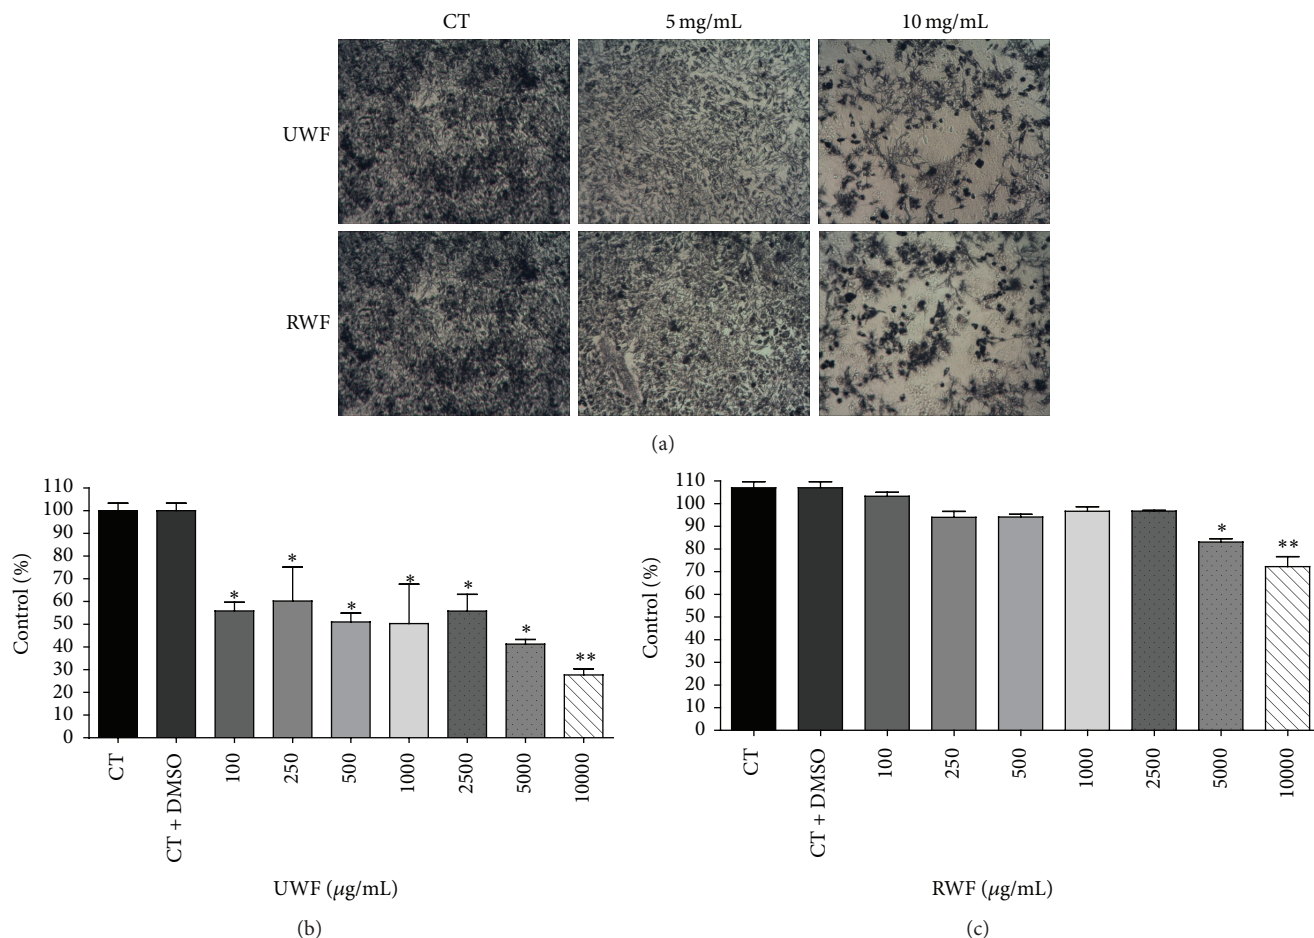 CT 5 mg/mL 10 mg/mL
UWF
RWF
(a)
110
100
90
80
70
60
50
40
30
20
10
0
Control (%)
* * * * * * **
CT
CT + DMSO
100
250
500
1000
2500
5000
10000
UWF (μg/mL)
(b)
110
100
90
80
70
60
50
40
30
20
10
0
Control (%)
* **
CT
CT + DMSO
100
250
500
1000
2500
5000
10000
RWF (μg/mL)
(c)